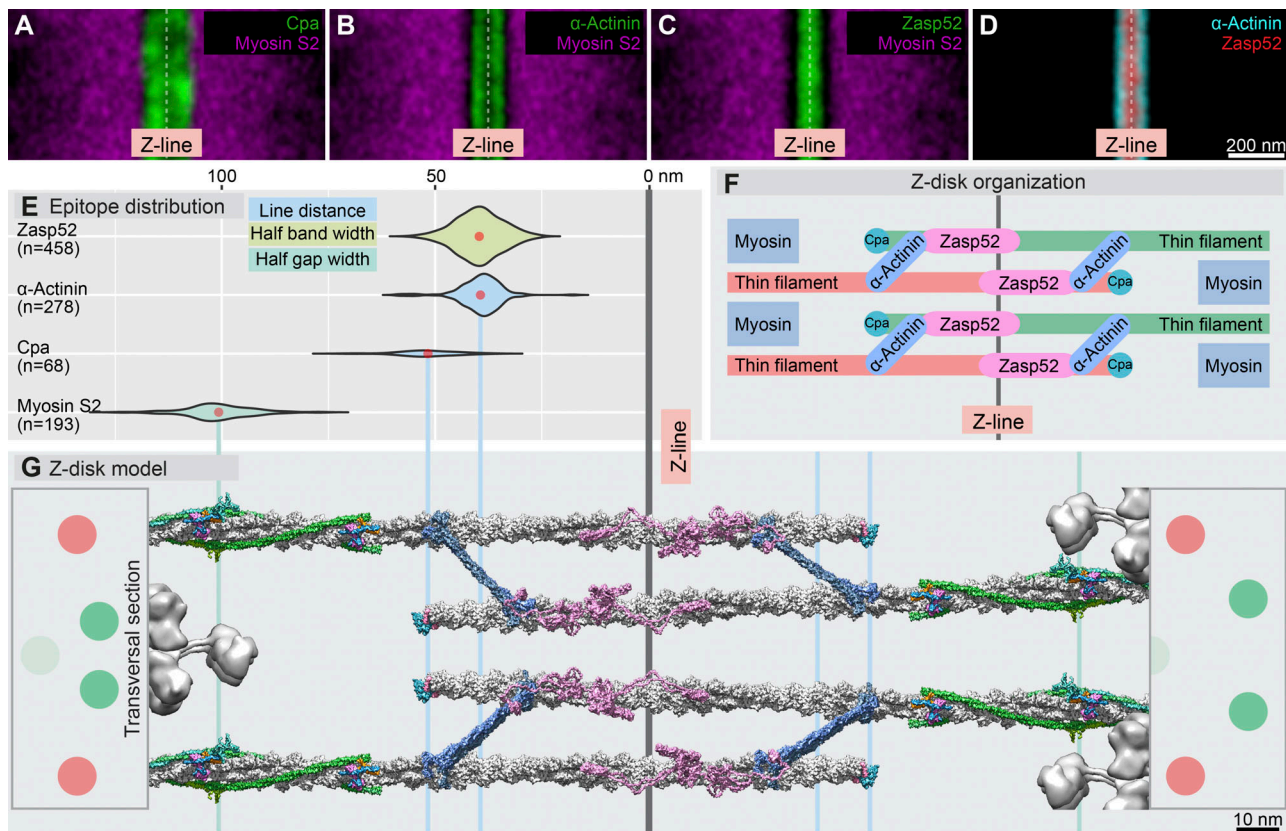 A
Cpa
Myosin S2
Z-line
B
α-Actinin
Myosin S2
Z-line
C
Zasp52
Myosin S2
Z-line
D
α-Actinin
Zasp52
Z-line
200 nm
100
50
0 nm
E Epitope distribution
Line distance
Half band width
Half gap width
Zasp52
(n=458)
α-Actinin
(n=278)
Cpa
(n=68)
Myosin S2
(n=193)
Z-line
F Z-disk organization
Myosin Cpa α-Actinin Zasp52 α-Actinin Thin filament
Thin filament Zasp52 Cpa Myosin
Myosin Cpa α-Actinin Zasp52 α-Actinin Thin filament
Thin filament Zasp52 Cpa Myosin
Z-line
G Z-disk model
Transversal section
10 nm